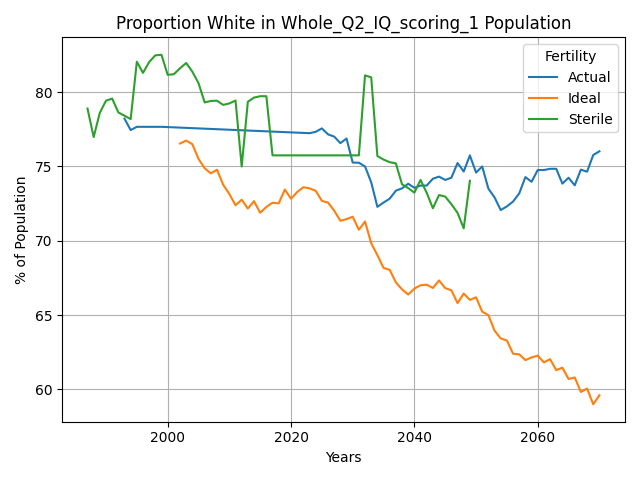 Proportion White in Whole_Q2_IQ_scoring_1 Population
Fertility
Actual
Ideal
Sterile
% of Population
80
75
70
65
60
2000
2020
2040
2060
Years